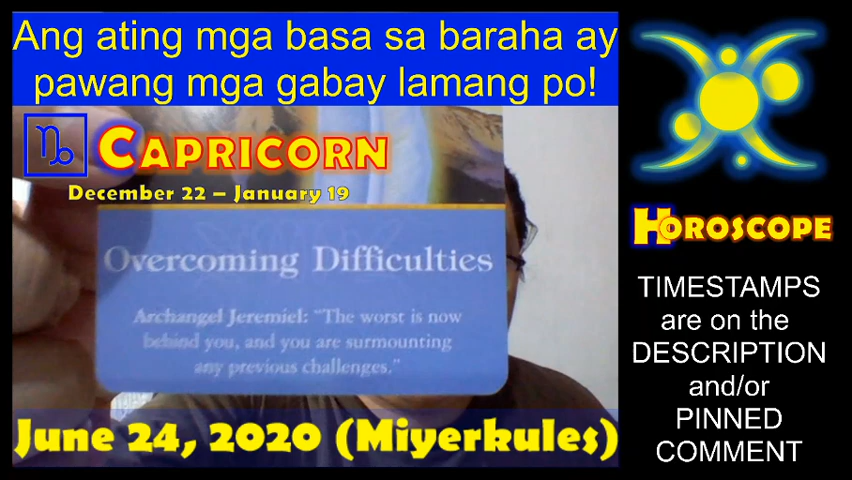 Ang ating mga basa sa baraha ay
pawang mga gabay lamang po!
♑ CAPRICORN
December 22 – January 19
Overcoming Difficulties
Archangel Jeremiel: “The worst is now
behind you, and you are surmounting
any previous challenges.”
June 24, 2020 (Miyerkules)
HOROSCOPE
TIMESTAMPS
are on the
DESCRIPTION
and/or
PINNED
COMMENT